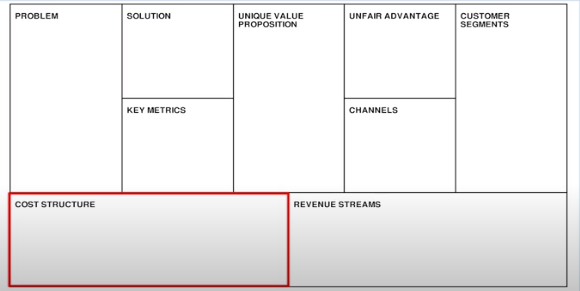 PROBLEM
SOLUTION
UNIQUE VALUE
PROPOSITION
UNFAIR ADVANTAGE
CUSTOMER
SEGMENTS
KEY METRICS
CHANNELS
COST STRUCTURE
REVENUE STREAMS